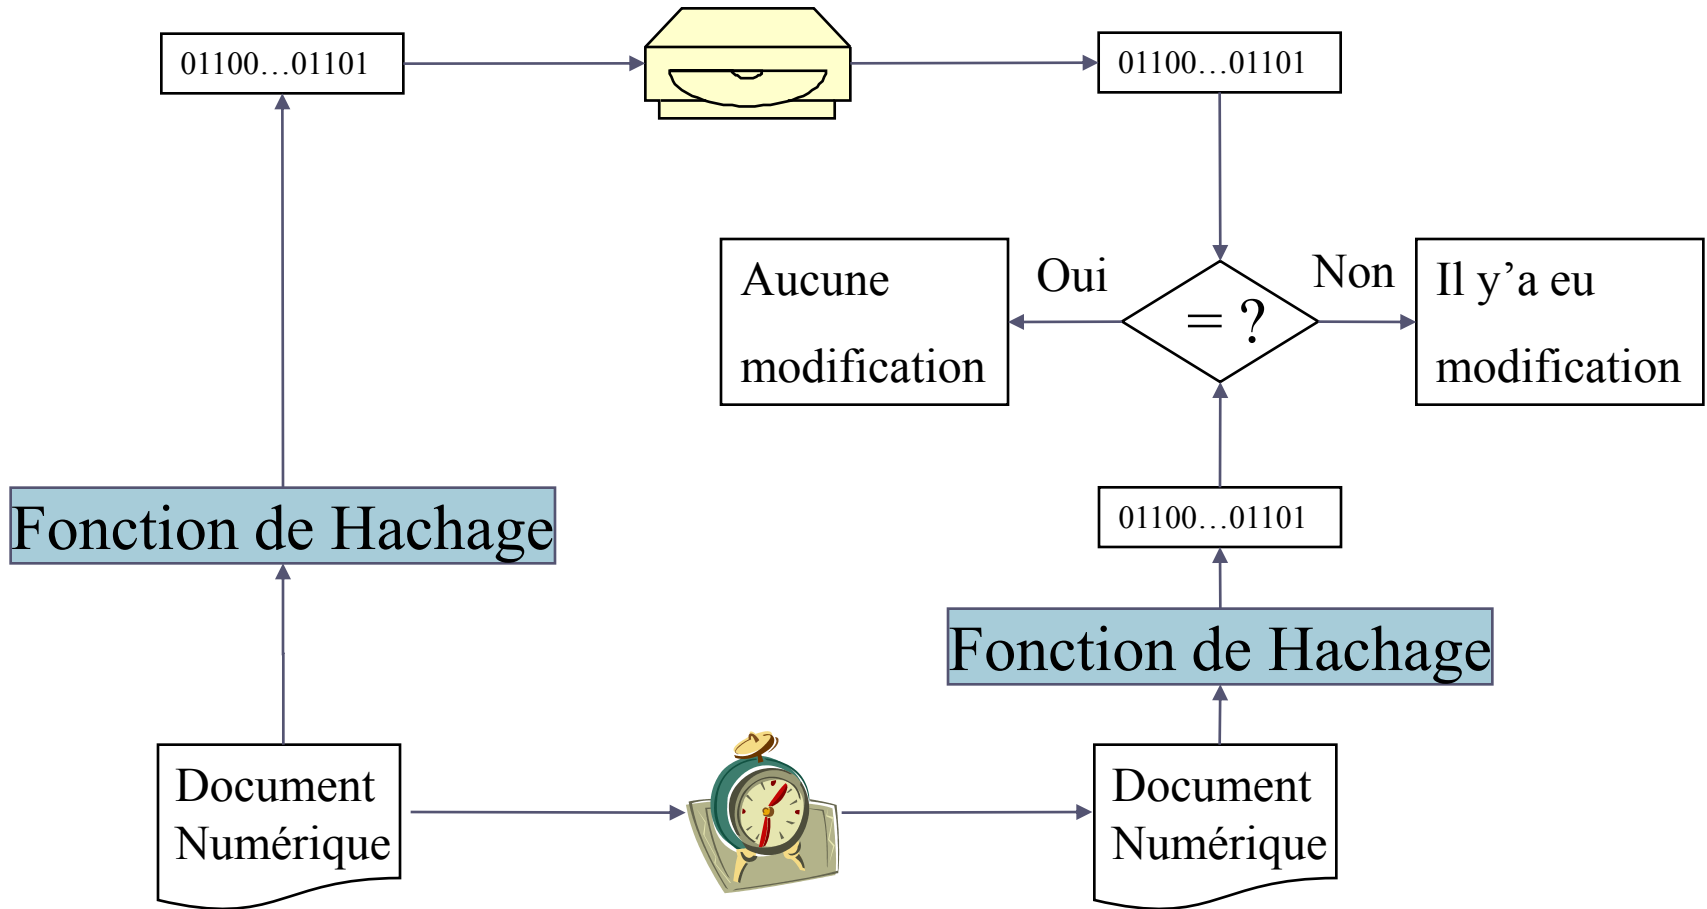 01100…01101
01100…01101
Aucune
modification
Oui
= ?
Non
Il y’a eu
modification
Fonction de Hachage
01100…01101
Fonction de Hachage
Document
Numérique
Document
Numérique